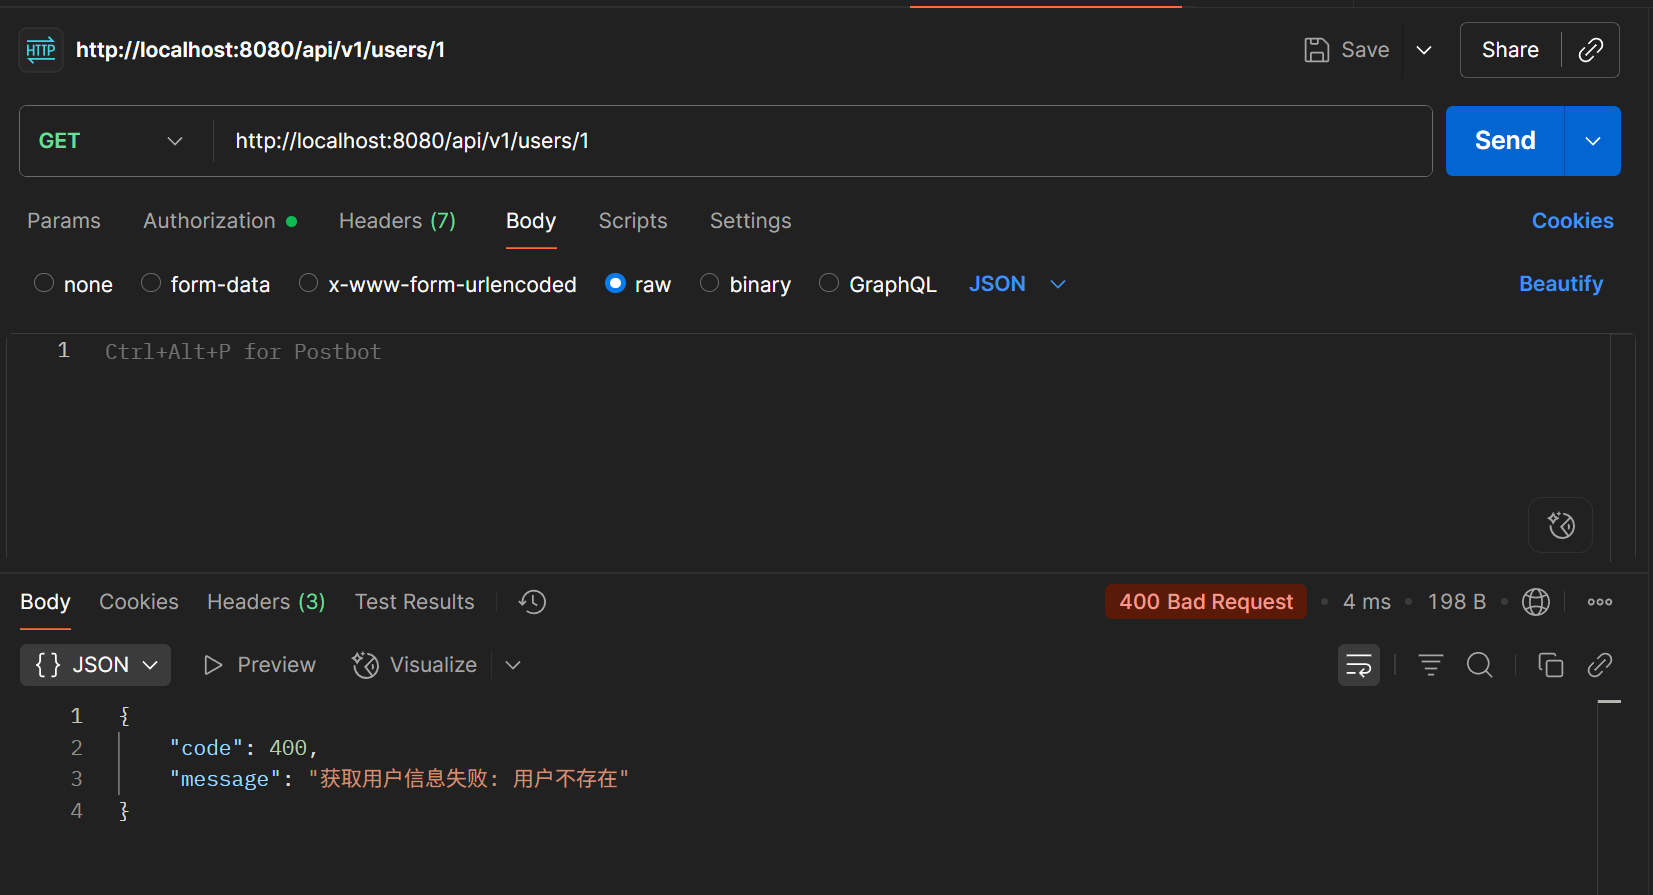 HTTP http://localhost:8080/api/v1/users/1 Save Share
GET http://localhost:8080/api/v1/users/1 Send
Params Authorization Headers (7) Body Scripts Settings Cookies
none form-data x-www-form-urlencoded raw binary GraphQL JSON Beautify
1 Ctrl+Alt+P for Postbot
Body Cookies Headers (3) Test Results 400 Bad Request • 4 ms • 198 B •
{} JSON Preview Visualize
1 {
2 "code": 400,
3 "message": "获取用户信息失败: 用户不存在"
4 }